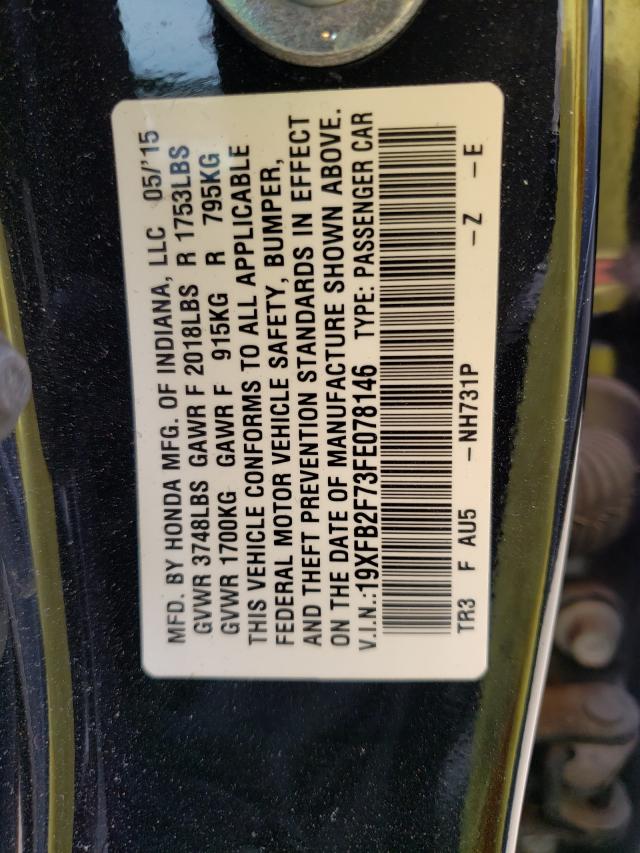 MFD. BY HONDA MFG. OF INDIANA, LLC 05/'15
GVWR 3748LBS GAWR F 2018LBS R 1753LBS
GVWR 1700KG GAWR F 915KG R 795KG
THIS VEHICLE CONFORMS TO ALL APPLICABLE
FEDERAL MOTOR VEHICLE SAFETY, BUMPER,
AND THEFT PREVENTION STANDARDS IN EFFECT
ON THE DATE OF MANUFACTURE SHOWN ABOVE.
V.I.N.:19XFB2F73FE078146 TYPE: PASSENGER CAR
TR3 F AU5 -NH731P -Z -E